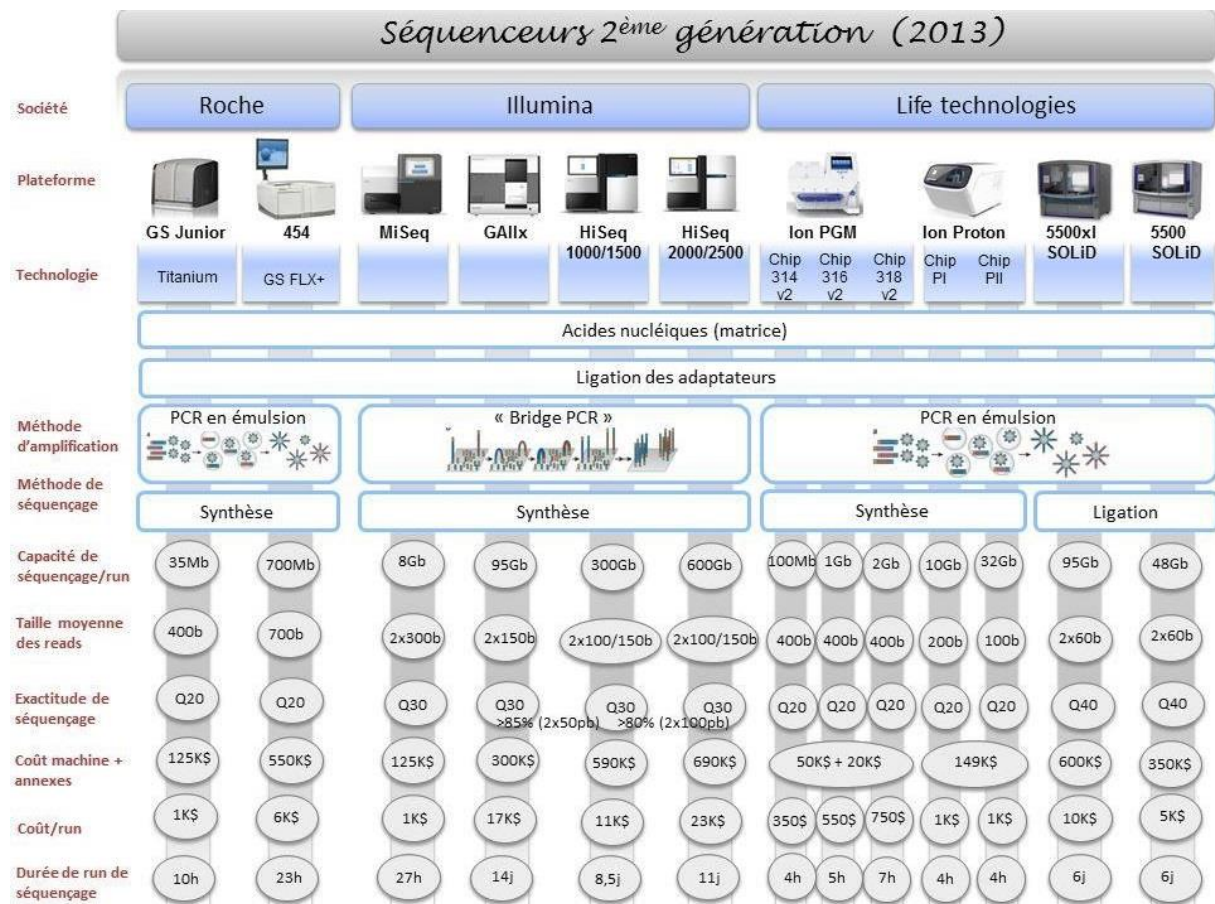 Séquenceurs 2ème génération (2013)
Société
Roche
Illumina
Life technologies
Plateforme
GS Junior
454
MiSeq
GAIIx
HiSeq
1000/1500
HiSeq
2000/2500
Ion PGM
Ion Proton
5500xl
SOLiD
5500
SOLiD
Technologie
Titanium
GS FLX+
Chip
314
v2
Chip
316
v2
Chip
318
v2
Chip
PI
Chip
PII
Acides nucléiques (matrice)
Ligation des adaptateurs
Méthode
d'amplification
PCR en émulsion
« Bridge PCR »
PCR en émulsion
Méthode de
séquençage
Synthèse
Synthèse
Synthèse
Ligation
Capacité de
séquençage/run
35Mb
700Mb
8Gb
95Gb
300Gb
600Gb
100Mb
1Gb
2Gb
10Gb
32Gb
95Gb
48Gb
Taille moyenne
des reads
400b
700b
2x300b
2x150b
2x100/150b
2x100/150b
400b
400b
400b
200b
100b
2x60b
2x60b
Exactitude de
séquençage
Q20
Q20
Q30
Q30
Q30
Q30
Q20
Q20
Q20
Q20
Q20
Q40
Q40
>85% (2x50pb)
>80% (2x100pb)
Coût machine +
annexes
125K$
550K$
125K$
300K$
590K$
690K$
50K$ + 20K$
149K$
600K$
350K$
Coût/run
1K$
6K$
1K$
17K$
11K$
23K$
350$
550$
750$
1K$
1K$
10K$
5K$
Durée de run de
séquençage
10h
23h
27h
14j
8,5j
11j
4h
5h
7h
4h
4h
6j
6j